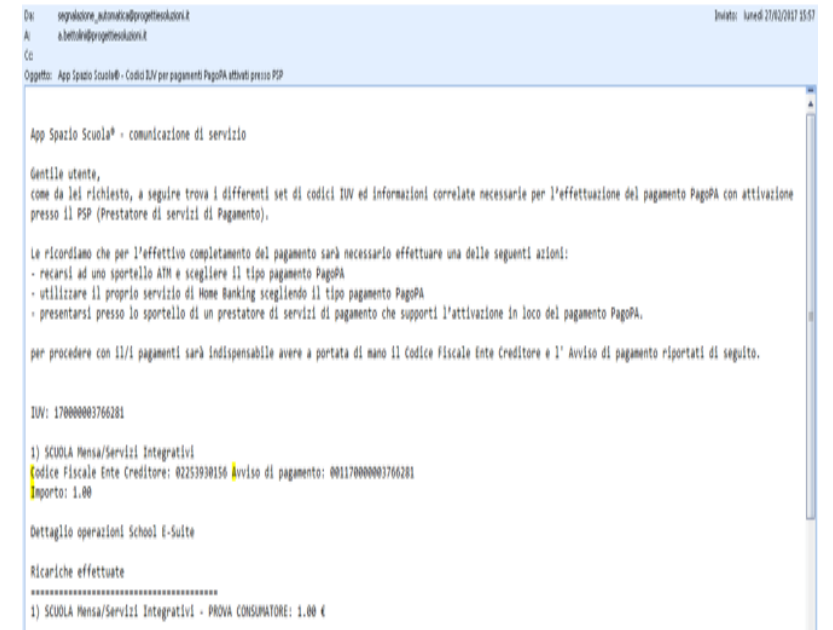 Da: segnalazione_automatica@progettiesoluzioni.it Inviato: lunedì 27/02/2017 15:57
A: a.bettolini@progettiesoluzioni.it
Cc:
Oggetto: App Spazio Scuola® - Codici IUV per pagamenti PagoPA attivati presso PSP
App Spazio Scuola® - comunicazione di servizio
Gentile utente,
come da lei richiesto, a seguire trova i differenti set di codici IUV ed informazioni correlate necessarie per l'effettuazione del pagamento PagoPA con attivazione
presso il PSP (Prestatore di servizi di Pagamento).
Le ricordiamo che per l'effettivo completamento del pagamento sarà necessario effettuare una delle seguenti azioni:
- recarsi ad uno sportello ATM e scegliere il tipo pagamento PagoPA
- utilizzare il proprio servizio di Home Banking scegliendo il tipo pagamento PagoPA
- presentarsi presso lo sportello di un prestatore di servizi di pagamento che supporti l'attivazione in loco del pagamento PagoPA.
per procedere con il/i pagamenti sarà indispensabile avere a portata di mano il Codice Fiscale Ente Creditore e l' Avviso di pagamento riportati di seguito.
IUV: 170000003766281
1) SCUOLA Mensa/Servizi Integrativi
Codice Fiscale Ente Creditore: 02253930156 Avviso di pagamento: 001170000003766281
Importo: 1.00
Dettaglio operazioni School E-Suite
Ricariche effettuate
****************************************
1) SCUOLA Mensa/Servizi Integrativi - PROVA CONSUMATORE: 1.00 €